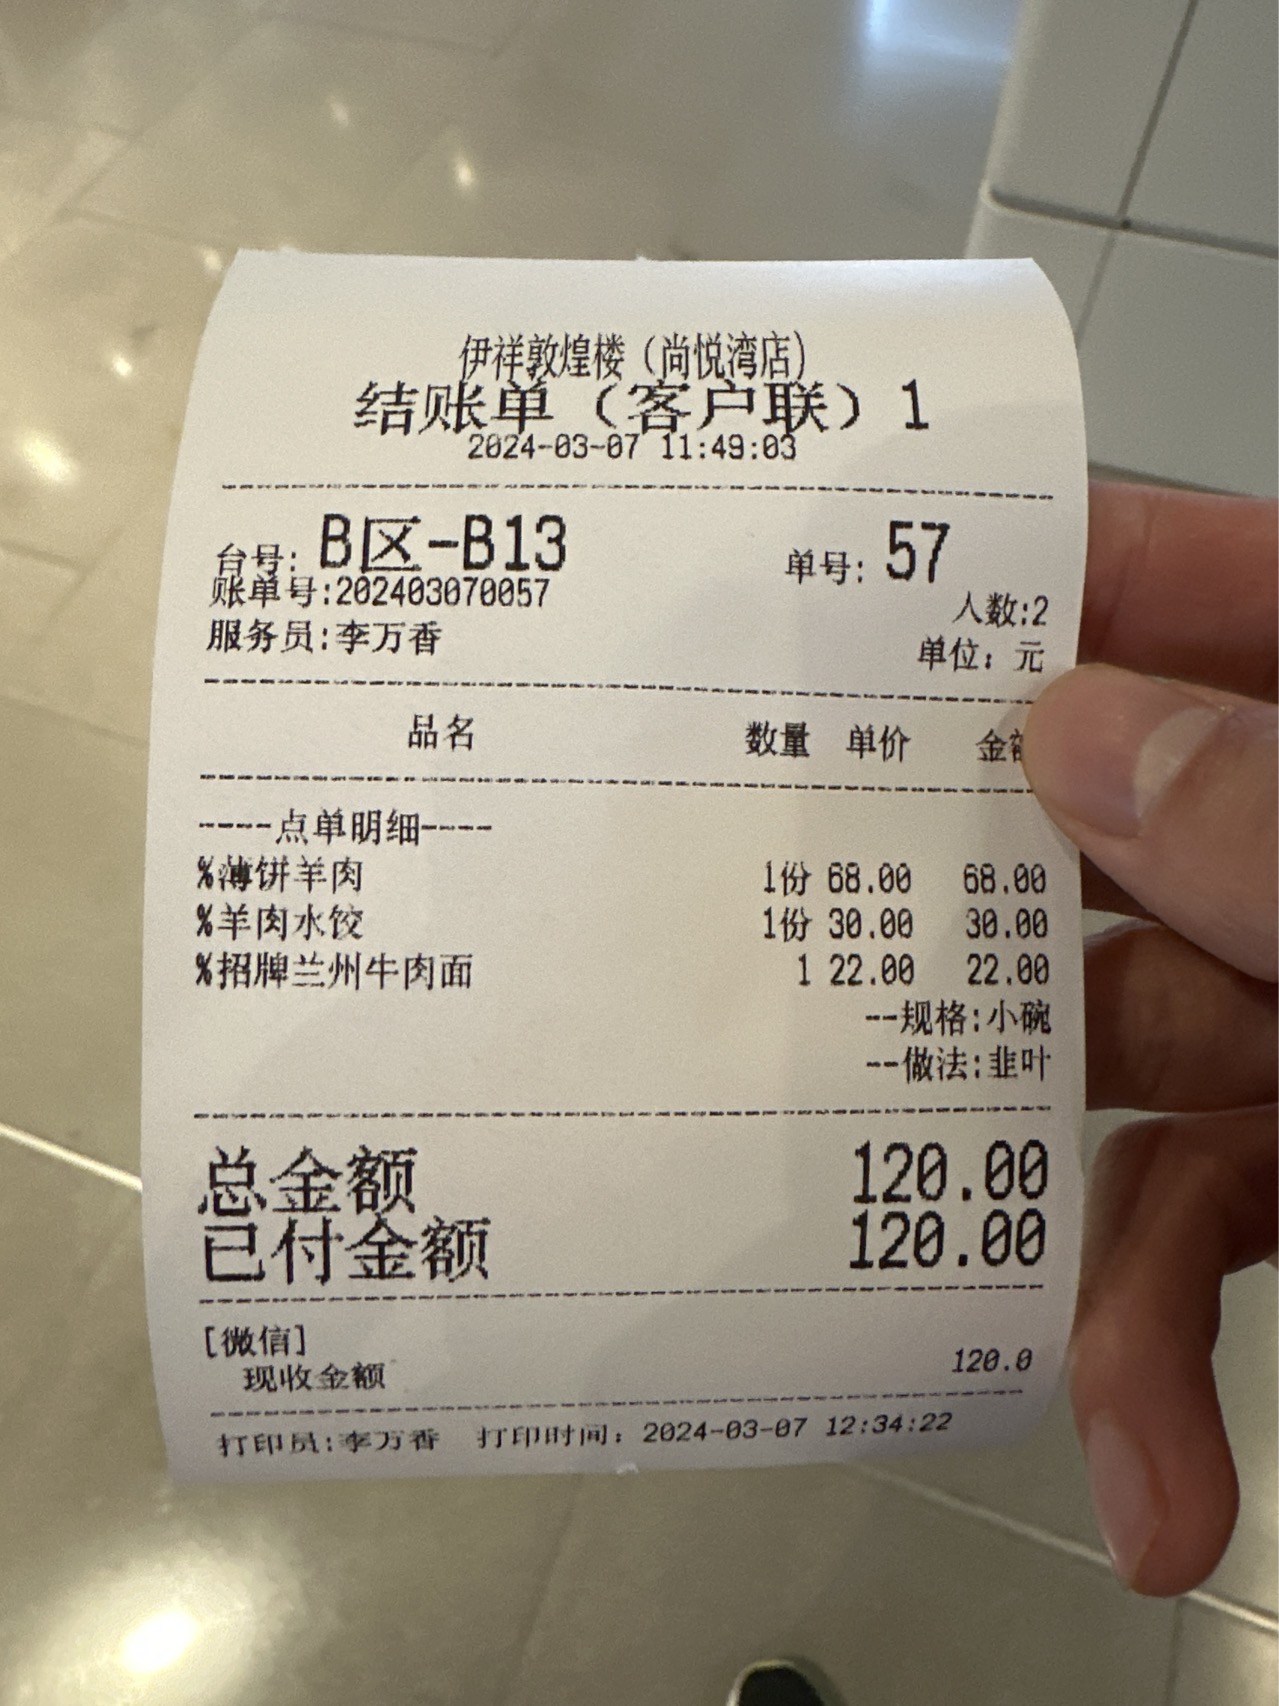 伊祥敦煌楼（尚悦湾店）
结账单（客户联）1
2024-03-07 11:49:03
台号: B区-B13 单号: 57
账单号:202403070057
人数:2
服务员:李万香
单位: 元
品名 数量 单价 金额
----点单明细----
%薄饼羊肉 1份 68.00 68.00
%羊肉水饺 1份 30.00 30.00
%招牌兰州牛肉面 1 22.00 22.00
--规格:小碗
--做法:韭叶
总金额 120.00
已付金额 120.00
[微信]
现收金额 120.0
打印员:李万香 打印时间: 2024-03-07 12:34:22